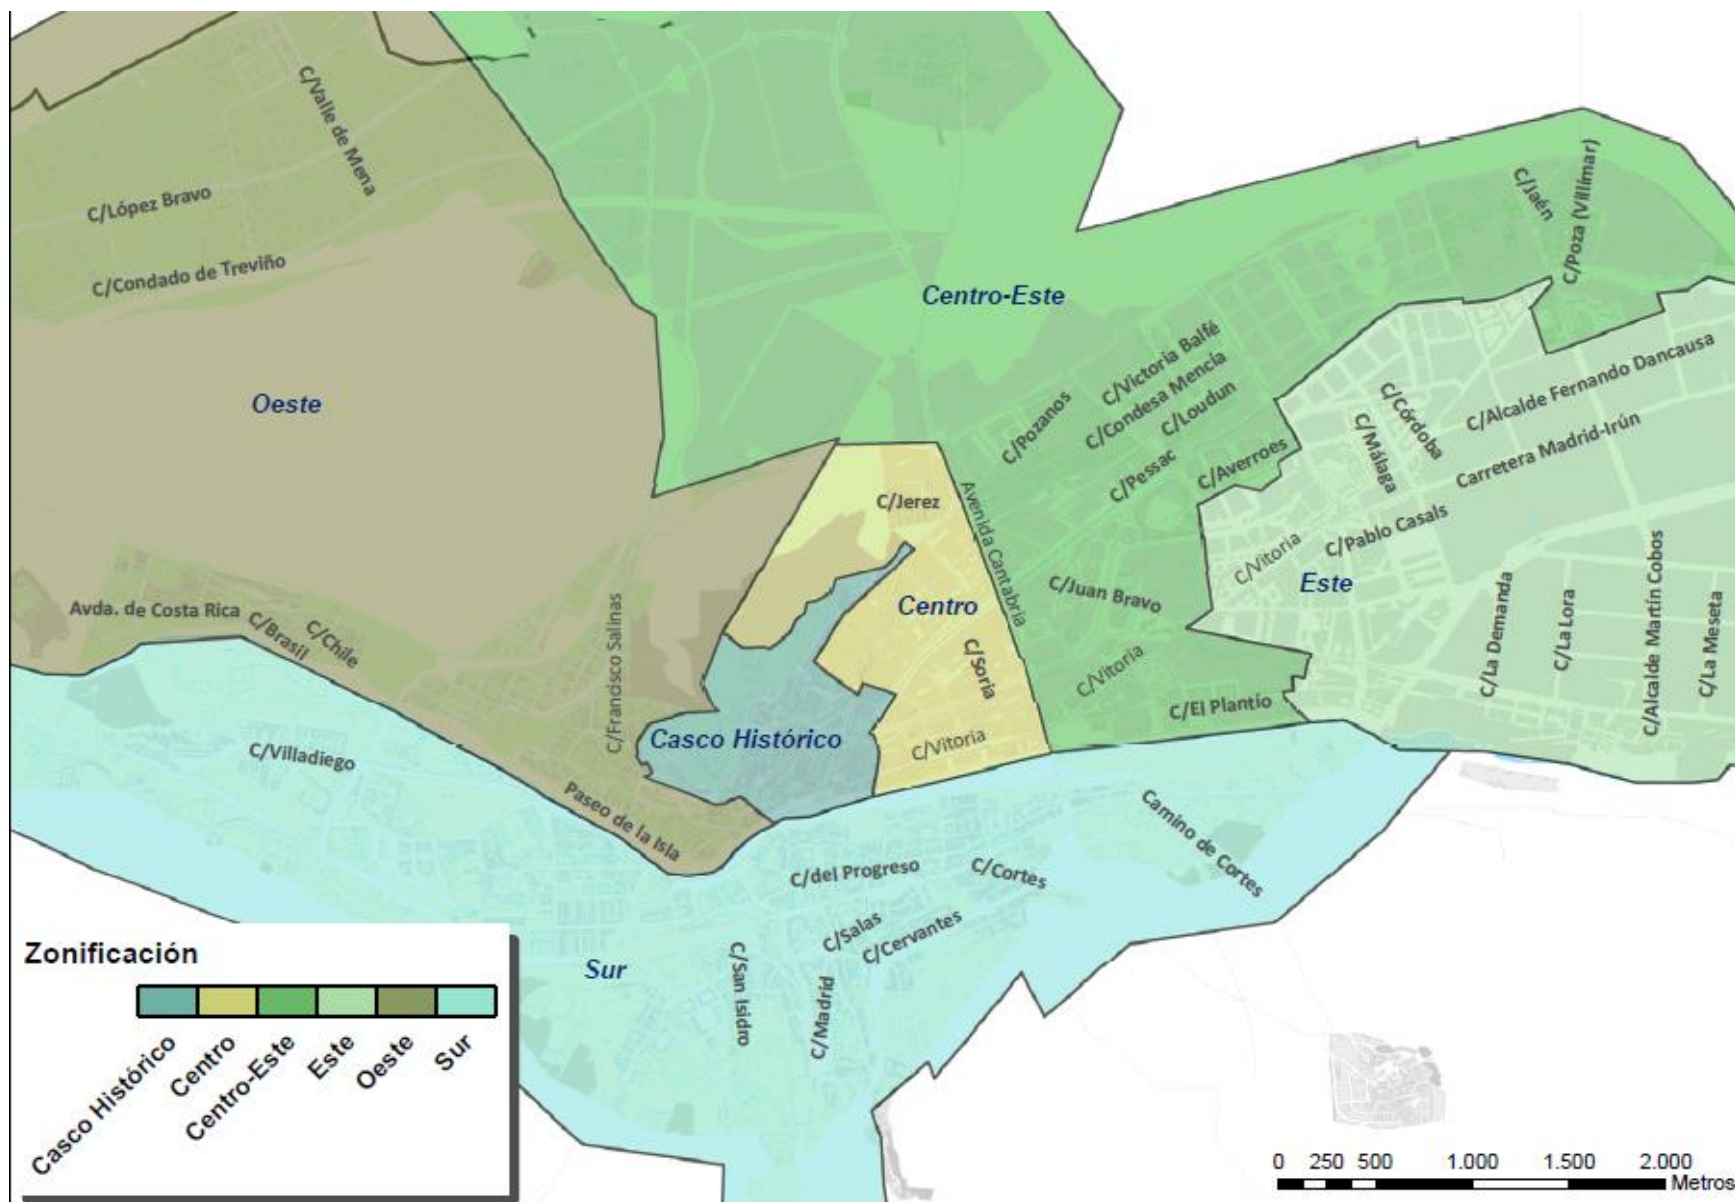 C/Valle de Mena
C/López Bravo
C/Condado de Treviño
Oeste
Centro-Este
C/Jaén
C/Poza (Villímar)
C/Victoria Balfé
C/Condesa Mencía
C/Loudun
C/Pozanos
C/Pessac
C/Averroes
C/Córdoba
C/Málaga
C/Alcalde Fernando Dancausa
Carretera Madrid-Irún
C/Pablo Casals
C/Vitoria
Este
C/Jerez
Avenida Cantabria
Centro
C/Juan Bravo
C/Soria
C/Vitoria
C/El Plantío
C/Vitoria
C/La Demanda
C/La Lora
C/Alcalde Martín Cobos
C/La Meseta
Avda. de Costa Rica
C/Brasil
C/Chile
C/Francisco Salinas
Casco Histórico
C/Villadiego
Paseo de la Isla
C/del Progreso
C/Cortes
Camino de Cortes
C/Salas
C/Cervantes
Sur
C/San Isidro
C/Madrid
Zonificación
Casco Histórico
Centro
Centro-Este
Este
Oeste
Sur
0 250 500 1.000 1.500 2.000
Metros